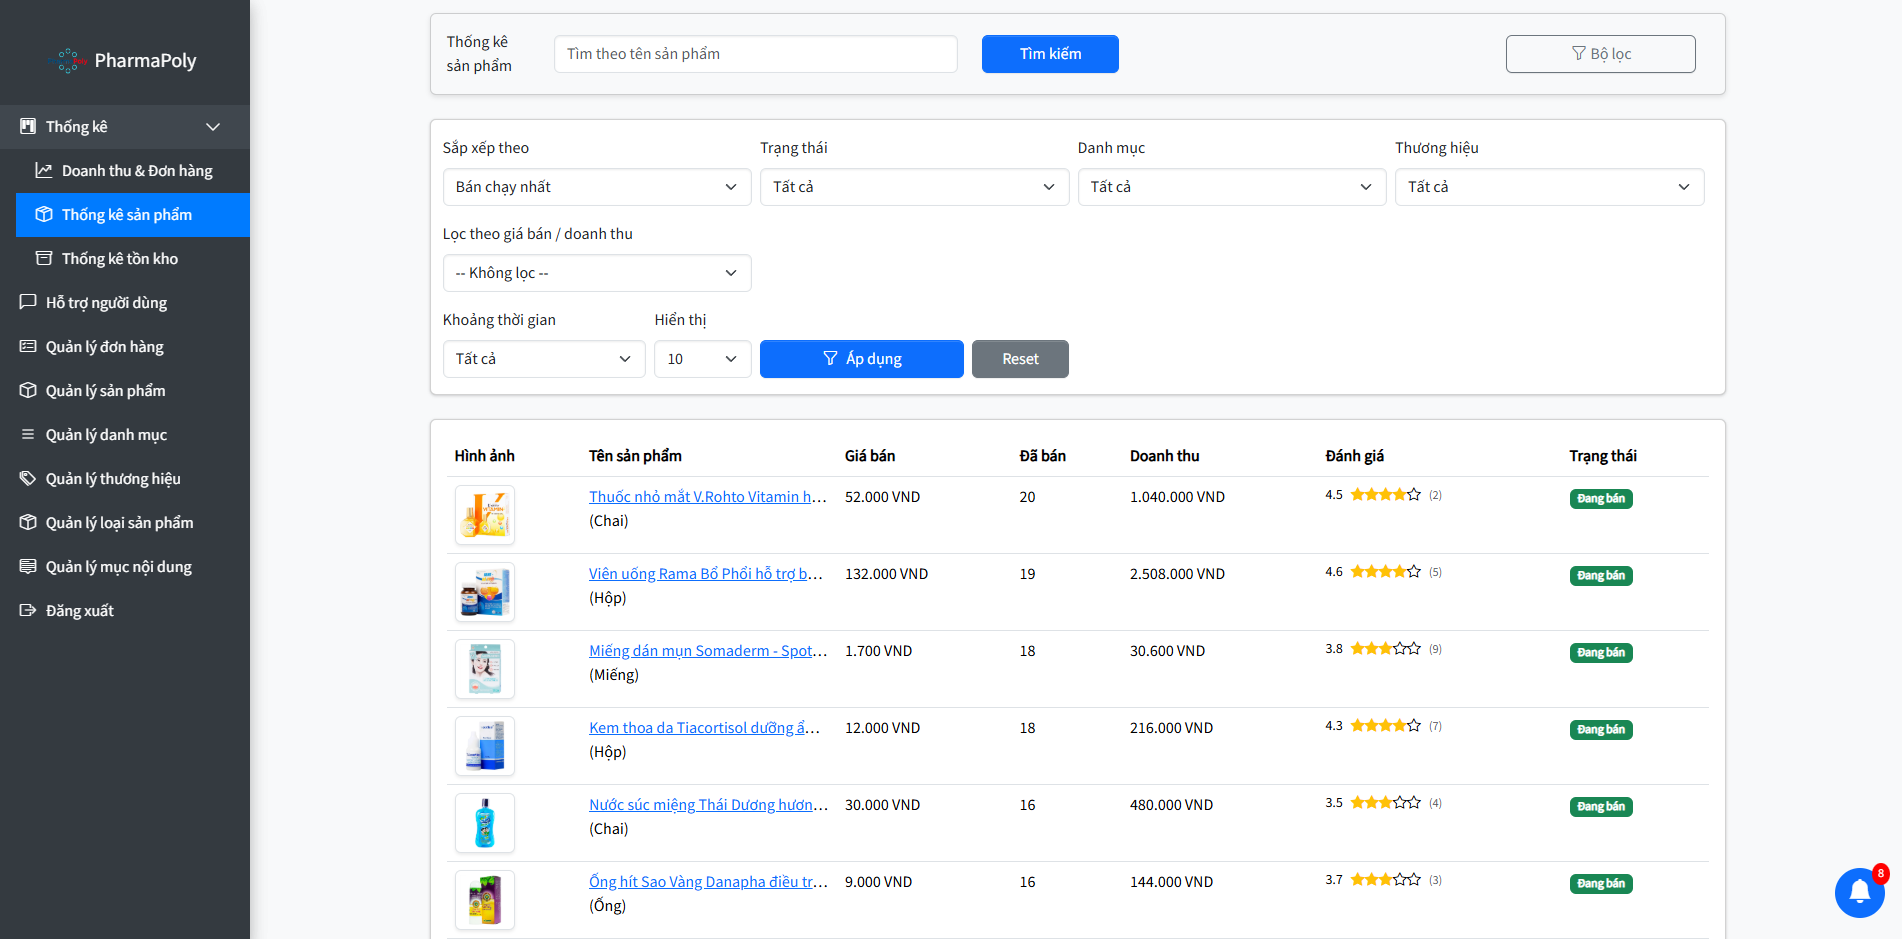 PharmaPoly
Thống kê
Doanh thu & Đơn hàng
Thống kê sản phẩm
Thống kê tồn kho
Hỗ trợ người dùng
Quản lý đơn hàng
Quản lý sản phẩm
Quản lý danh mục
Quản lý thương hiệu
Quản lý loại sản phẩm
Quản lý mục nội dung
Đăng xuất
Thống kê
sản phẩm
Tìm theo tên sản phẩm
Tìm kiếm
Bộ lọc
Sắp xếp theo Trạng thái Danh mục Thương hiệu
Bán chạy nhất Tất cả Tất cả Tất cả
Lọc theo giá bán / doanh thu
-- Không lọc --
Khoảng thời gian Hiển thị
Tất cả 10 Áp dụng Reset
Hình ảnh Tên sản phẩm Giá bán Đã bán Doanh thu Đánh giá Trạng thái
Thuốc nhỏ mắt V.Rohto Vitamin h... 52.000 VND 20 1.040.000 VND 4.5 (2) Đang bán
(Chai)
Viên uống Rama Bổ Phổi hỗ trợ b... 132.000 VND 19 2.508.000 VND 4.6 (5) Đang bán
(Hộp)
Miếng dán mụn Somaderm - Spot... 1.700 VND 18 30.600 VND 3.8 (9) Đang bán
(Miếng)
Kem thoa da Tiacortisol dưỡng ẩ... 12.000 VND 18 216.000 VND 4.3 (7) Đang bán
(Hộp)
Nước súc miệng Thái Dương hươn... 30.000 VND 16 480.000 VND 3.5 (4) Đang bán
(Chai)
Ống hít Sao Vàng Danapha điều tr... 9.000 VND 16 144.000 VND 3.7 (3) Đang bán
(Ống)
8